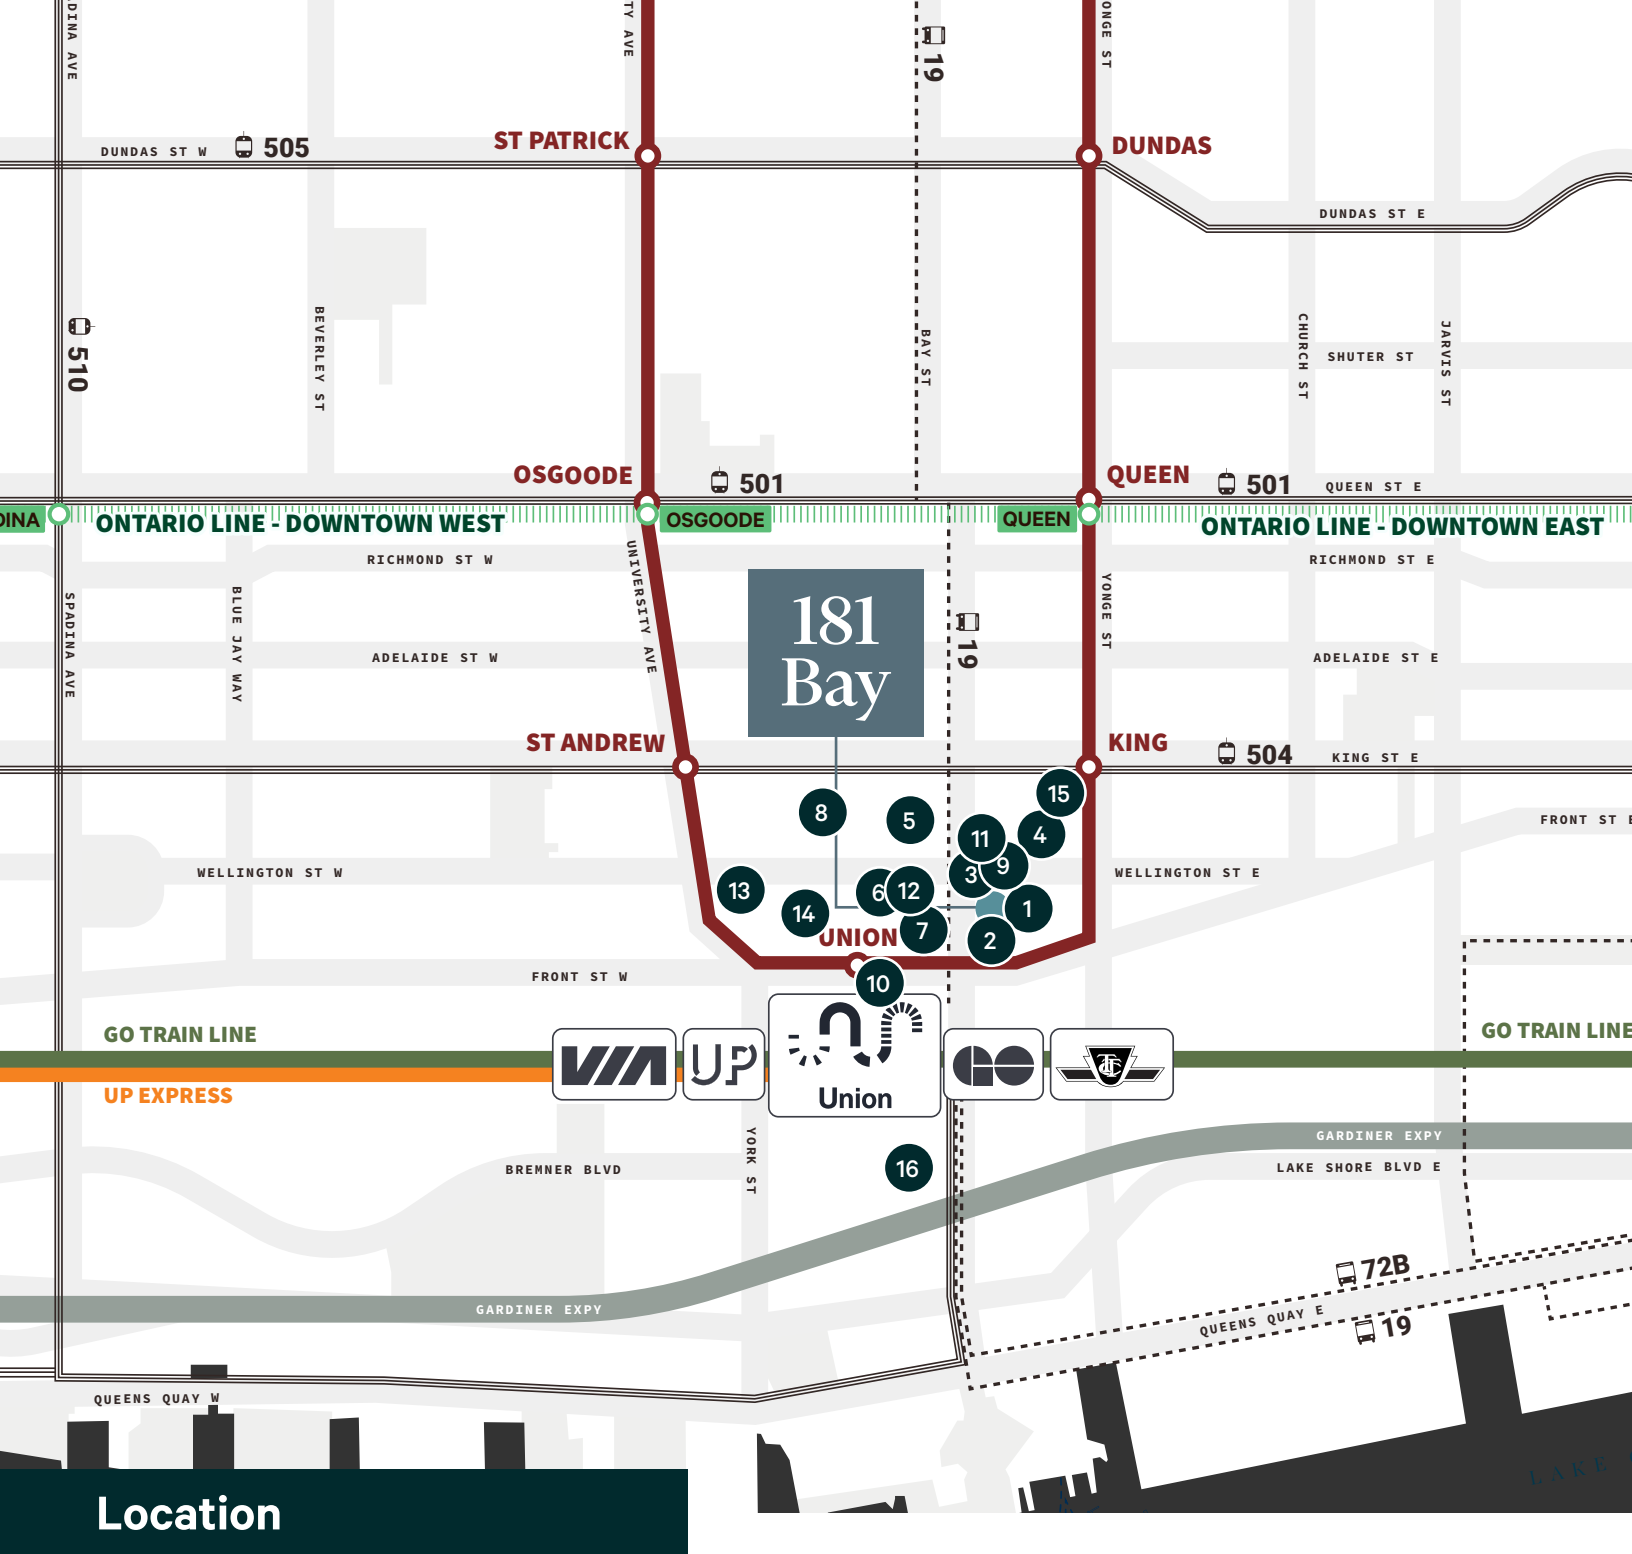 DINA AVE
TY AVE
19
ONGE ST
DUNDAS ST W
505
ST PATRICK
DUNDAS
DUNDAS ST E
510
BEVERLEY ST
BAY ST
CHURCH ST
SHUTER ST
JARVIS ST
OSGOODE
501
QUEEN
501
QUEEN ST E
DINA
ONTARIO LINE - DOWNTOWN WEST
OSGOODE
QUEEN
ONTARIO LINE - DOWNTOWN EAST
RICHMOND ST W
RICHMOND ST E
SPADINA AVE
BLUE JAY WAY
UNIVERSITY AVE
181
Bay
19
YONGE ST
ADELAIDE ST W
ADELAIDE ST E
ST ANDREW
KING
504
KING ST E
15
8
5
11
4
FRONT ST E
WELLINGTON ST W
3
9
WELLINGTON ST E
13
6
12
14
1
UNION
7
2
FRONT ST W
10
GO TRAIN LINE
GO TRAIN LINE
UP EXPRESS
VIA
UP
Union
GO
TTC
YORK ST
GARDINER EXPY
BREMNER BLVD
16
LAKE SHORE BLVD E
GARDINER EXPY
72B
QUEENS QUAY E
19
QUEENS QUAY W
LAKE
Location